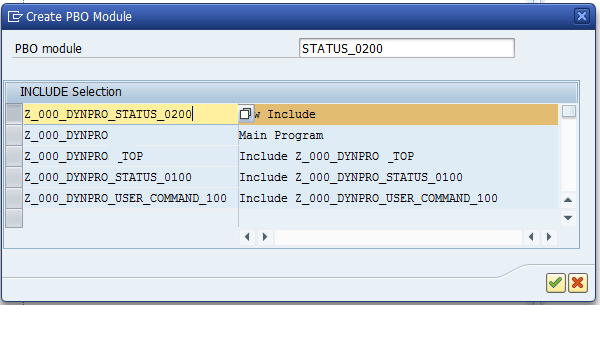 Create PBO Module
PBO module STATUS_0200
INCLUDE Selection
Z_000_DYNPRO_STATUS_0200 w Include
Z_000_DYNPRO Main Program
Z_000_DYNPRO _TOP Include Z_000_DYNPRO _TOP
Z_000_DYNPRO_STATUS_0100 Include Z_000_DYNPRO_STATUS_0100
Z_000_DYNPRO_USER_COMMAND_100 Include Z_000_DYNPRO_USER_COMMAND_100